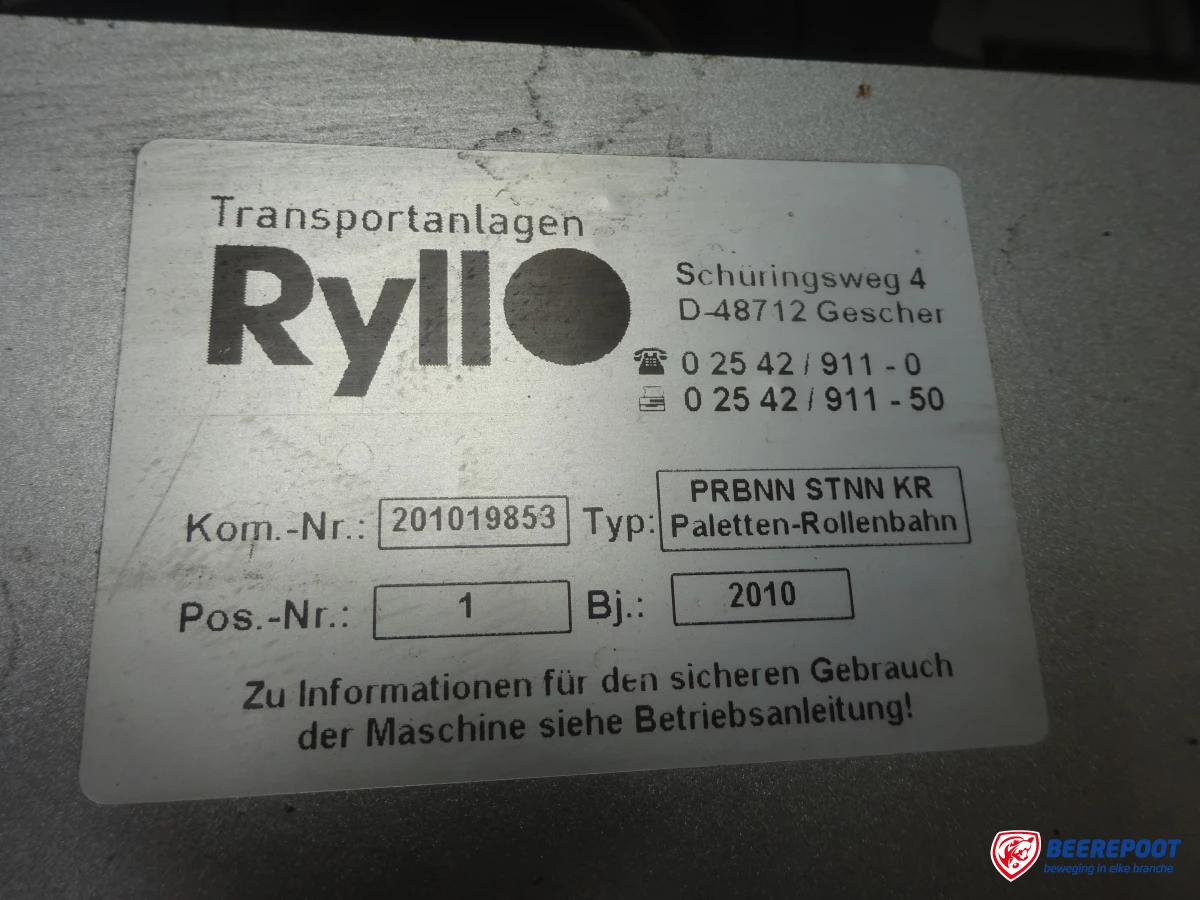 Transportanlagen
Ryllo
Schüringsweg 4
D-48712 Gescher
0 25 42 / 911 - 0
0 25 42 / 911 - 50
Kom.-Nr.: 201019853 Typ: PRBNN STNN KR
Paletten-Rollenbahn
Pos.-Nr.: 1 Bj.: 2010
Zu Informationen für den sicheren Gebrauch
der Maschine siehe Betriebsanleitung!
BEEREPOOT
beweging in elke branche